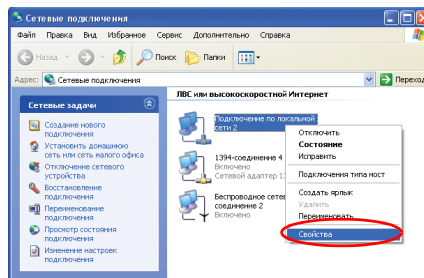 Сетевые подключения
Файл Правка Вид Избранное Сервис Дополнительно Справка
Назад Поиск Папки
Адрес: Сетевые подключения Переход
Сетевые задачи
Создание нового
подключения
Установить домашнюю
сеть или сеть малого офиса
Отключение сетевого
устройства
Восстановление
подключения
Переименование
подключения
Просмотр состояния
подключения
Изменение настроек
подключения
ЛВС или высокоскоростной Интернет
Подключение по локальной
сети 2
1394-соединение 4
Включено
Сетевой адаптер 13
Беспроводное сетев
соединение 2
Включено
Отключить
Состояние
Исправить
Подключения типа мост
Создать ярлык
Удалить
Переименовать
Свойства